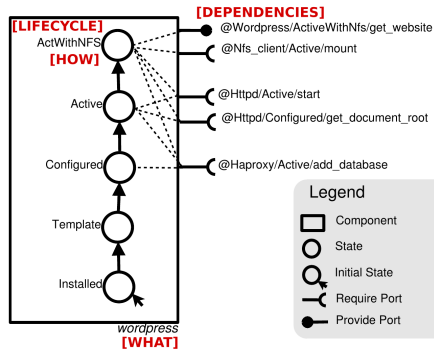 [DEPENDENCIES]
[LIFECYCLE]
@Wordpress/ActiveWithNfs/get_website
ActWithNFS
@Nfs_client/Active/mount
[HOW]
@Httpd/Active/start
Active
@Httpd/Configured/get_document_root
Configured
@Haproxy/Active/add_database
Legend
Component
Template
State
Initial State
Installed
Require Port
Provide Port
wordpress
[WHAT]